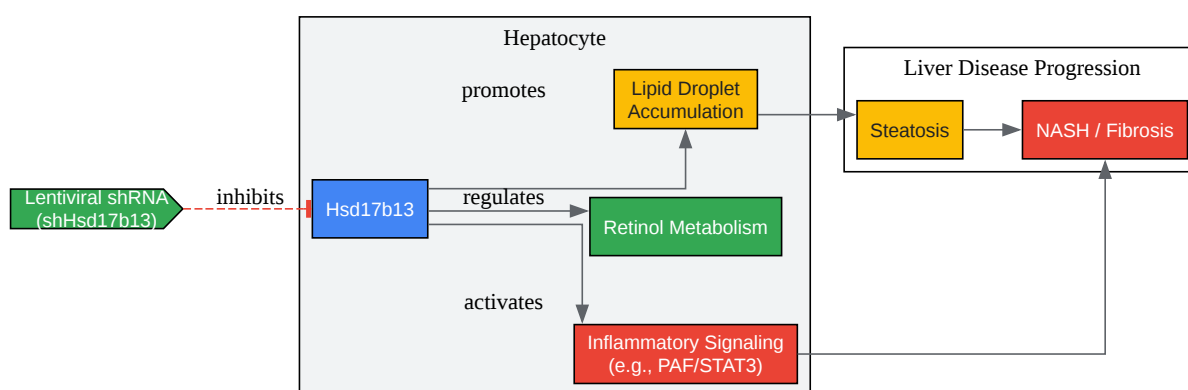 Hepatocyte
Liver Disease Progression
promotes
Lipid Droplet
Accumulation
Steatosis
NASH / Fibrosis
Lentiviral shRNA
(shHsd17b13)
inhibits
Hsd17b13
regulates
Retinol Metabolism
activates
Inflammatory Signaling
(e.g., PAF/STAT3)